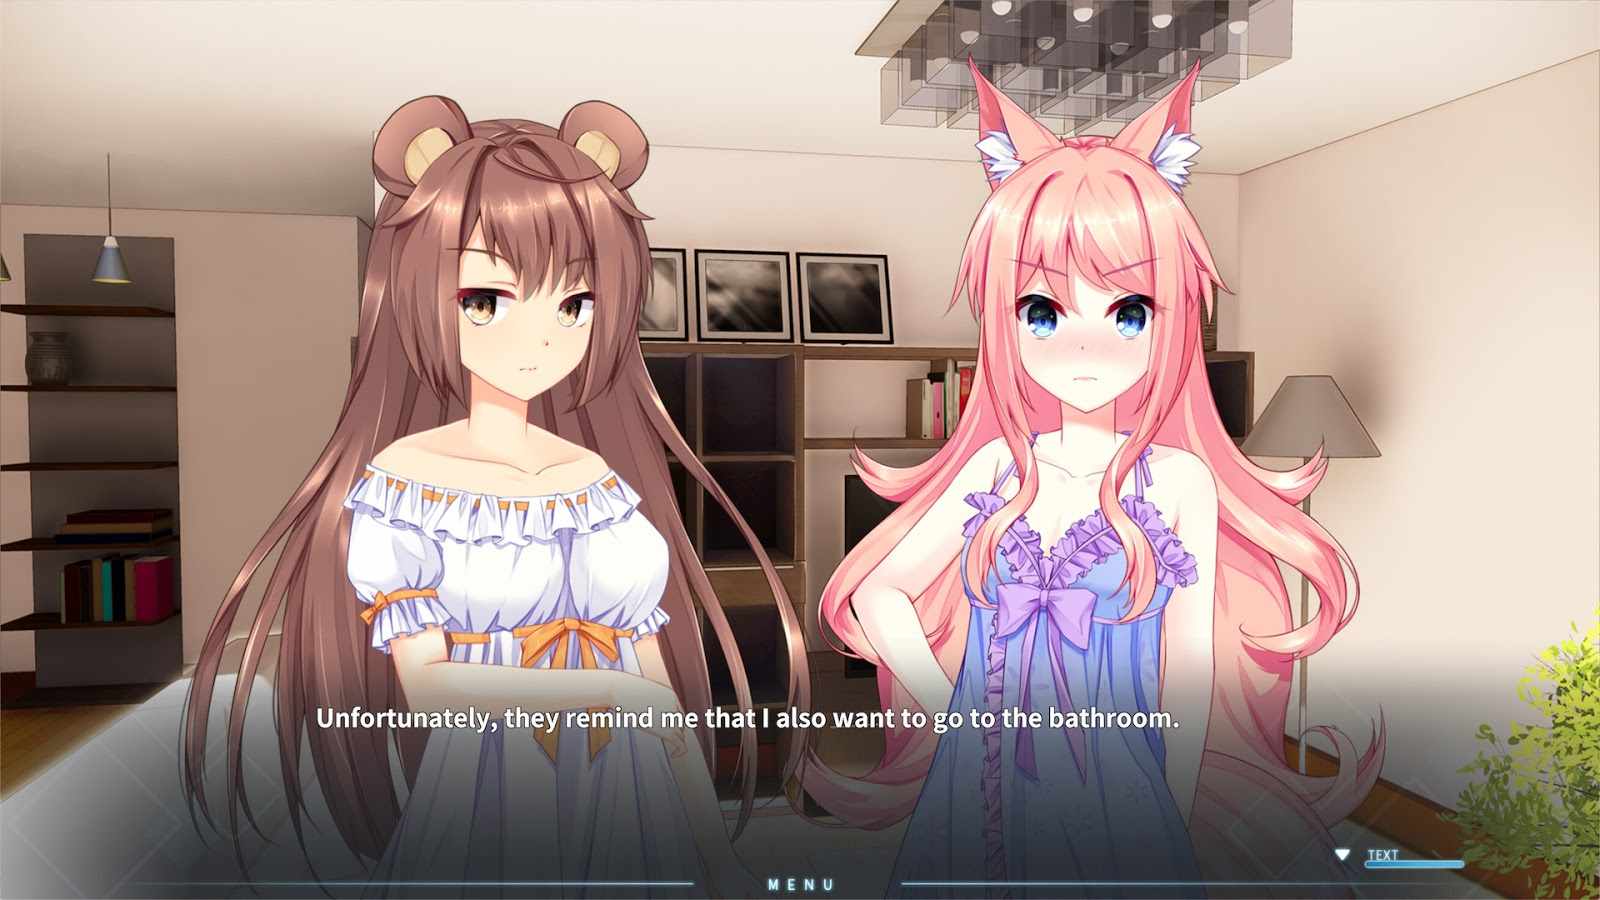 Unfortunately, they remind me that I also want to go to the bathroom.
TEXT
MENU